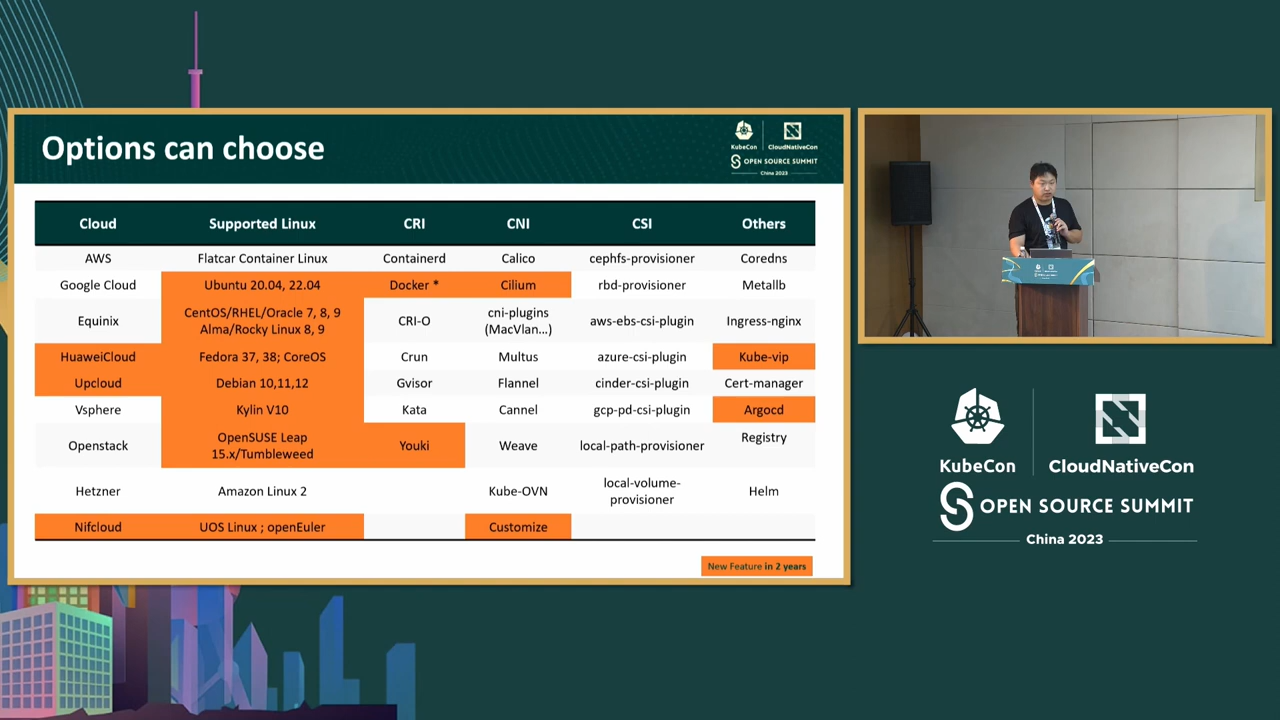 Options can choose
KubeCon
CloudNativeCon
OPEN SOURCE SUMMIT
China 2023
Cloud Supported Linux CRI CNI CSI Others
AWS Flatcar Container Linux Containerd Calico cephfs-provisioner Coredns
Google Cloud Ubuntu 20.04, 22.04 Docker * Cilium rbd-provisioner Metallb
Equinix CentOS/RHEL/Oracle 7, 8, 9 Alma/Rocky Linux 8, 9 CRI-O cni-plugins (MacVlan...) aws-ebs-csi-plugin Ingress-nginx
HuaweiCloud Fedora 37, 38; CoreOS Crun Multus azure-csi-plugin Kube-vip
Upcloud Debian 10,11,12 Gvisor Flannel cinder-csi-plugin Cert-manager
Vsphere Kylin V10 Kata Cannel gcp-pd-csi-plugin Argocd
Openstack OpenSUSE Leap 15.x/Tumbleweed Youki Weave local-path-provisioner Registry
Hetzner Amazon Linux 2 Kube-OVN local-volume-provisioner Helm
Nifcloud UOS Linux ; openEuler Customize
New Feature in 2 years
KubeCon
CloudNativeCon
OPEN SOURCE SUMMIT
China 2023